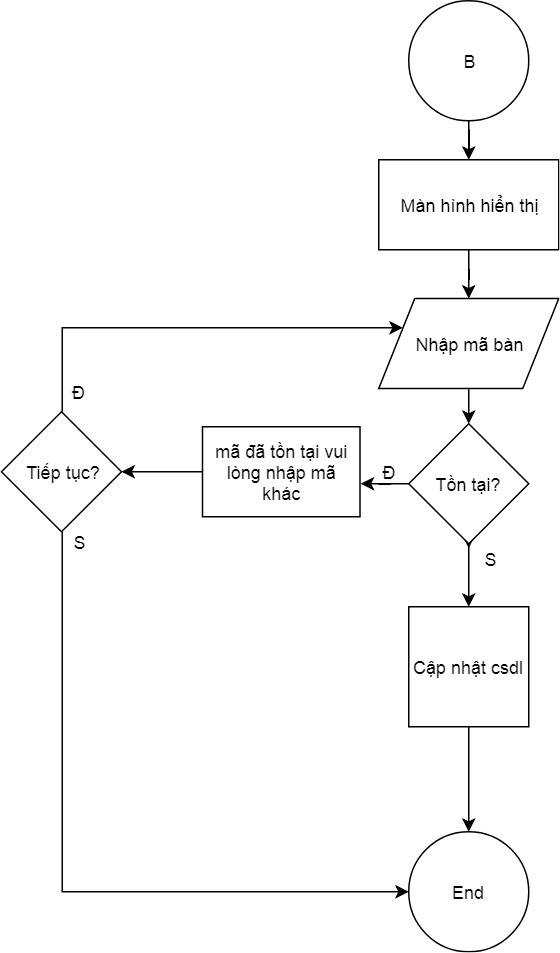 B
Màn hình hiển thị
Nhập mã bàn
Đ
Tiếp tục?
mã đã tồn tại vui
lòng nhập mã
khác
Đ
Tồn tại?
S
S
Cập nhật csdl
End